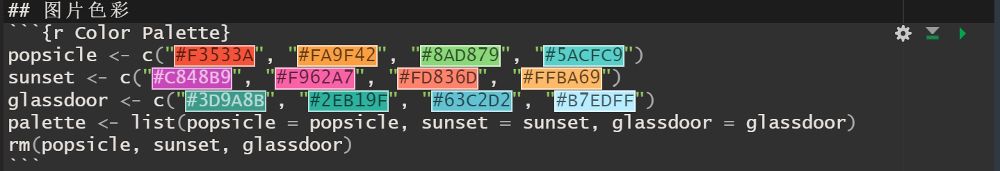 ## 图片色彩
```{r Color Palette}
popsicle <- c("#F3533A", "#FA9F42", "#8AD879", "#5ACFC9")
sunset <- c("#C848B9", "#F962A7", "#FD836D", "#FFBA69")
glassdoor <- c("#3D9A8B", "#2EB19F", "#63C2D2", "#B7EDFF")
palette <- list(popsicle = popsicle, sunset = sunset, glassdoor = glassdoor)
rm(popsicle, sunset, glassdoor)
```